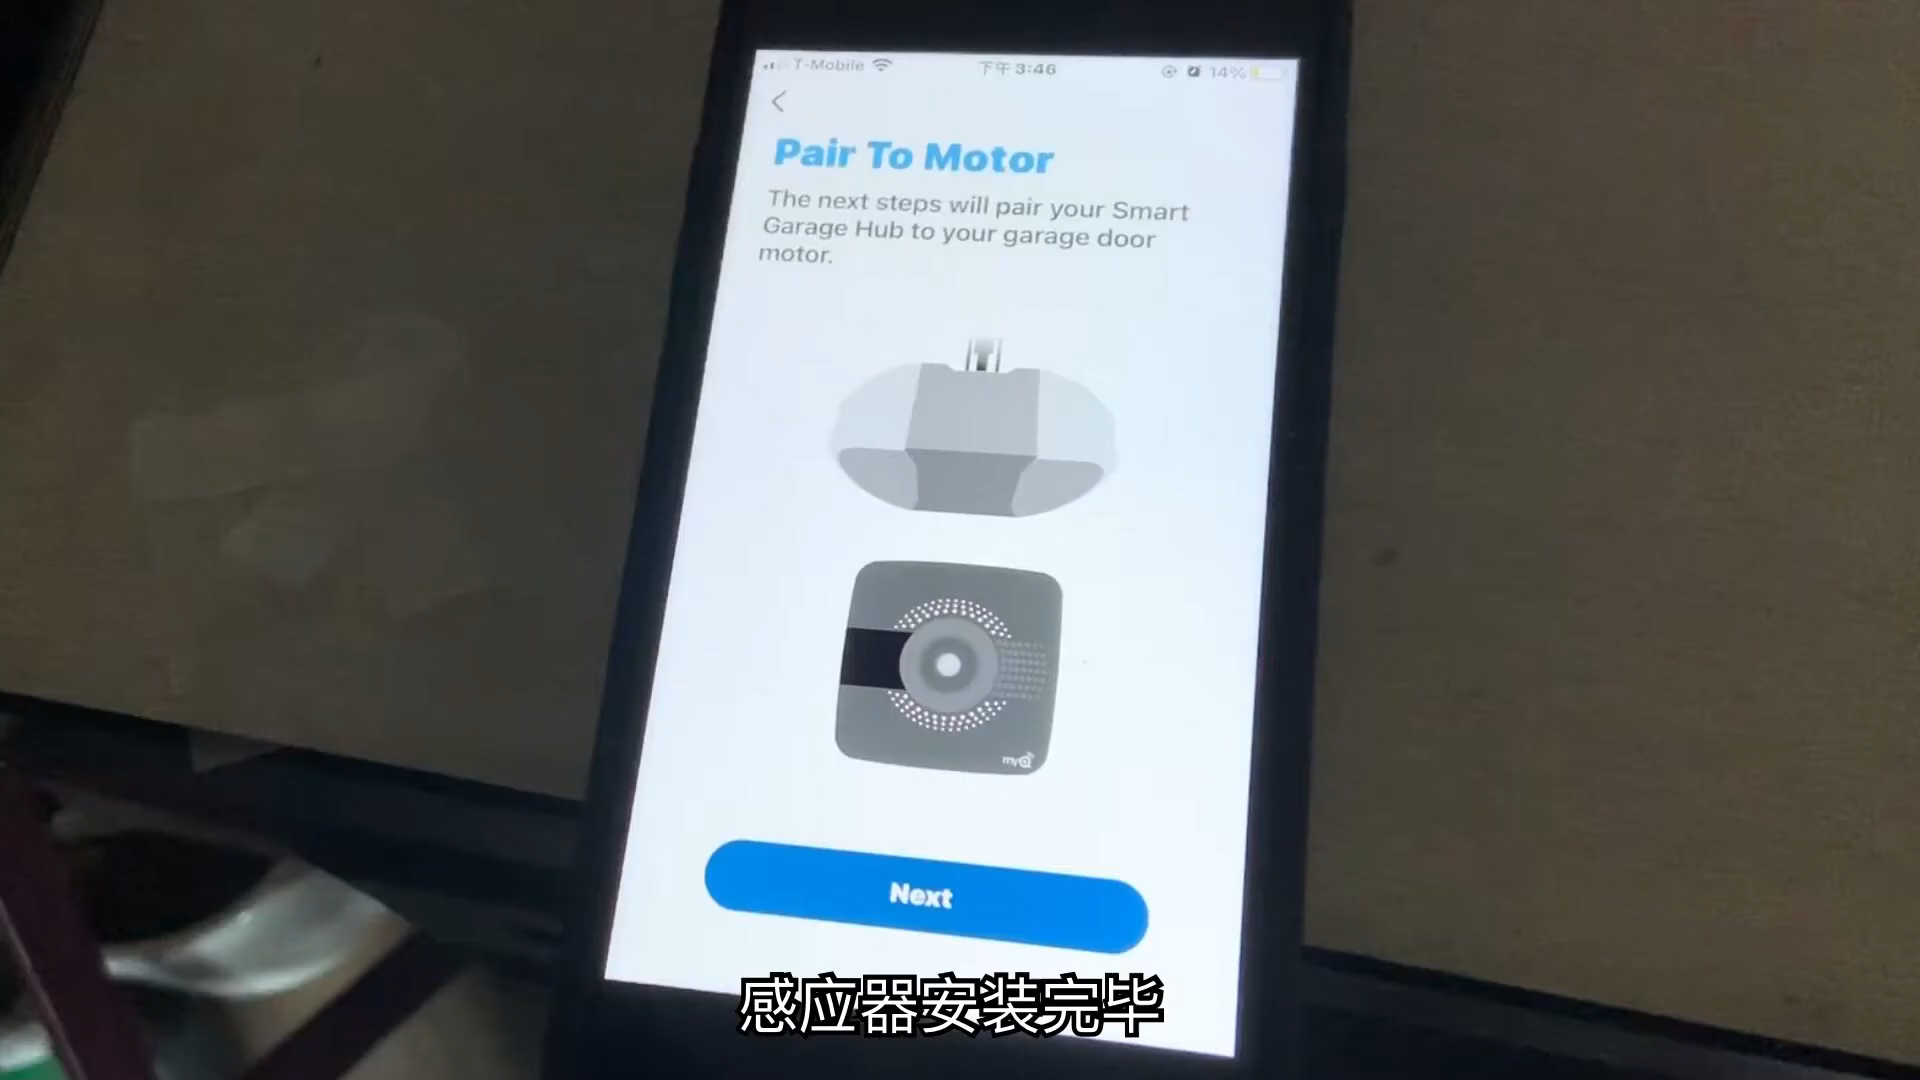 T-Mobile 下午3:46 14%
Pair To Motor
The next steps will pair your Smart
Garage Hub to your garage door
motor.
myQ
Next
感应器安装完毕